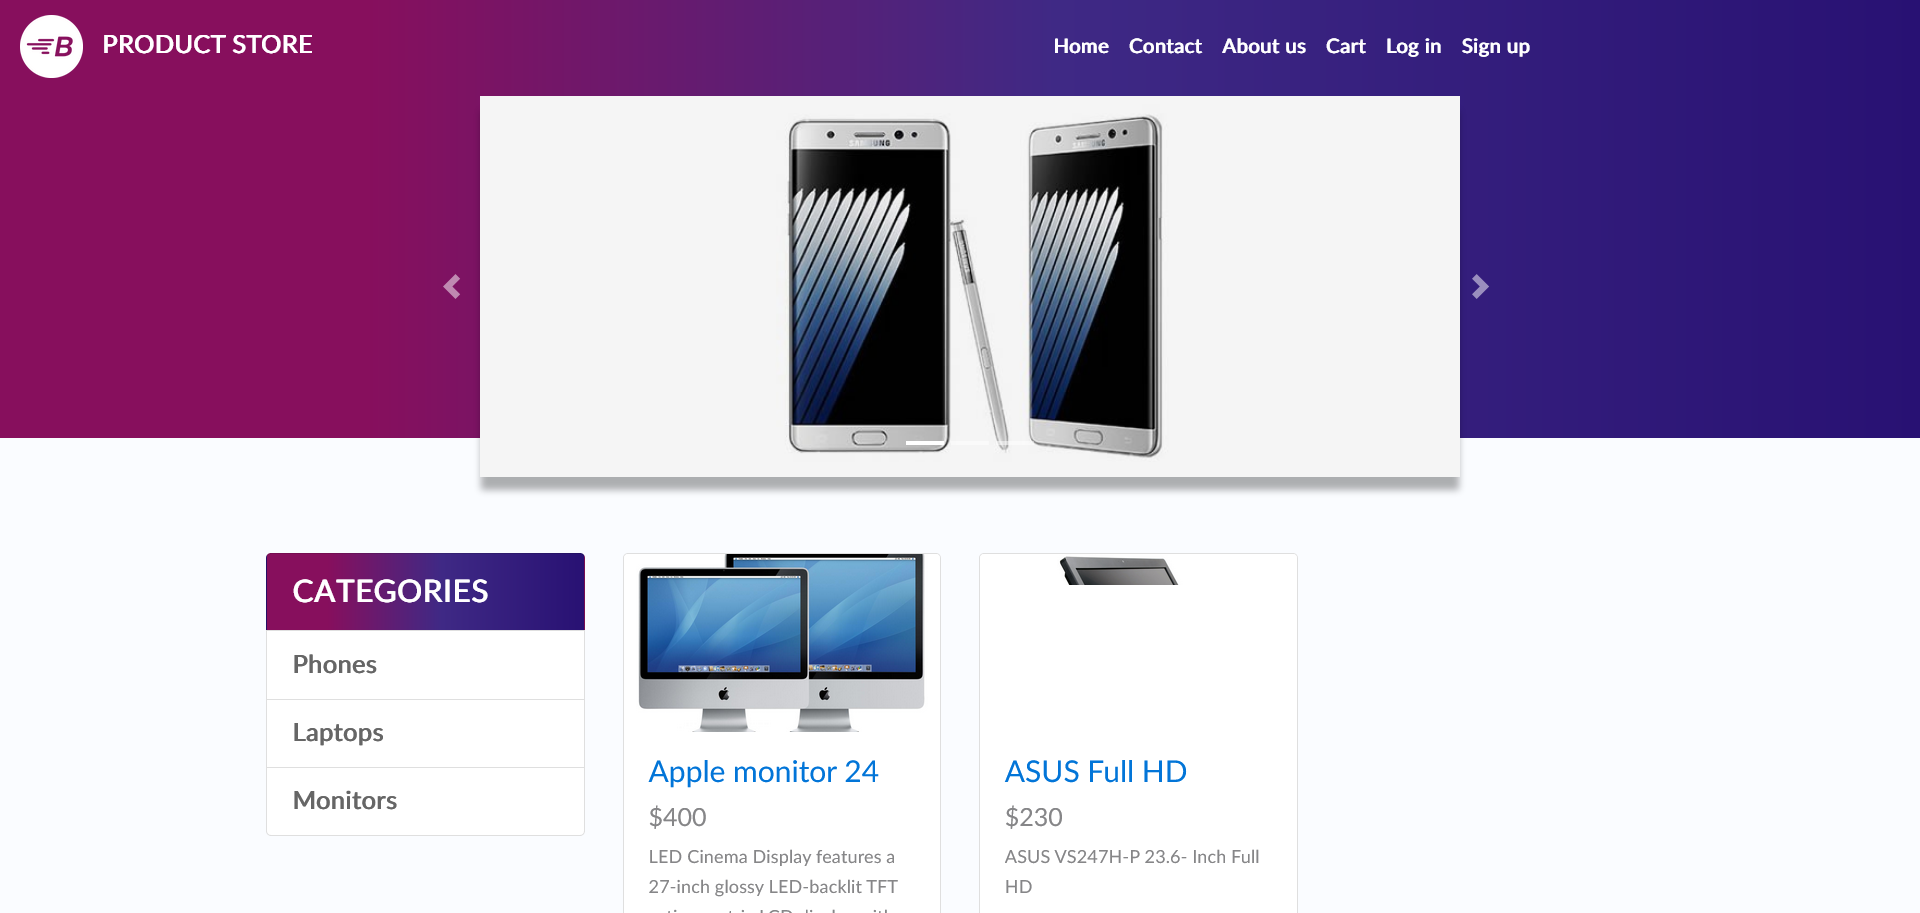 B PRODUCT STORE
Home Contact About us Cart Log in Sign up
SAMSUNG
SAMSUNG
CATEGORIES
Phones
Laptops
Monitors
Apple monitor 24
$400
LED Cinema Display features a
27-inch glossy LED-backlit TFT
ASUS Full HD
$230
ASUS VS247H-P 23.6- Inch Full
HD